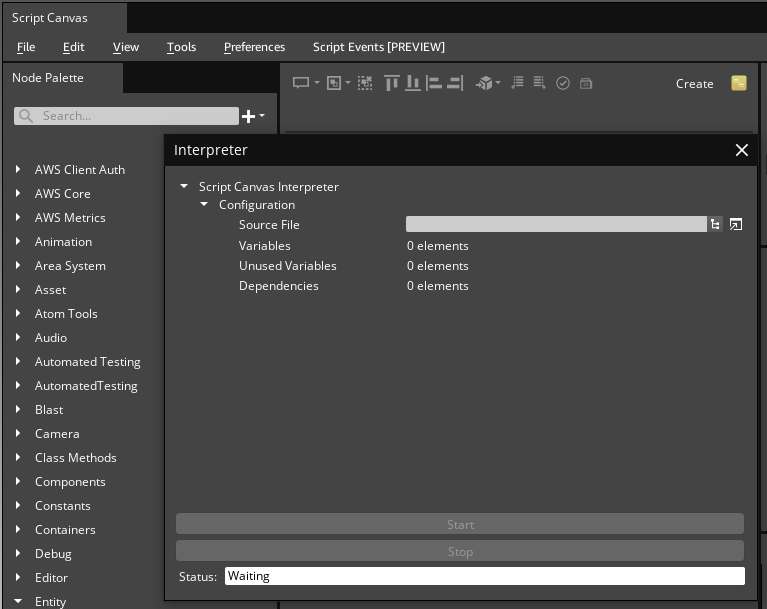 Script Canvas
File Edit View Tools Preferences Script Events [PREVIEW]
Node Palette
Search...
Create
AWS Client Auth
AWS Core
AWS Metrics
Animation
Area System
Asset
Atom Tools
Audio
Automated Testing
AutomatedTesting
Blast
Camera
Class Methods
Components
Constants
Containers
Debug
Editor
Entity
Interpreter
Script Canvas Interpreter
Configuration
Source File
Variables 0 elements
Unused Variables 0 elements
Dependencies 0 elements
Start
Stop
Status: Waiting